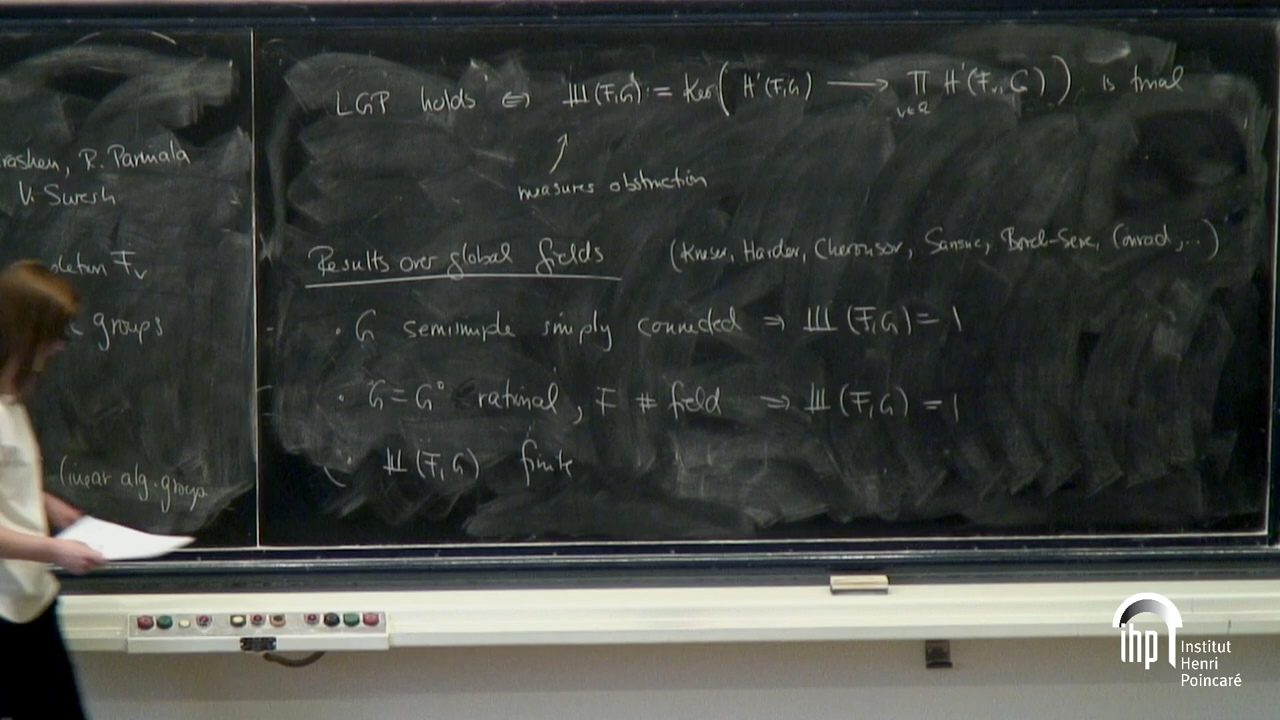 rashen, R. Parimala
V. Suresh
pletion F_v
groups
linear alg. groups
LGP holds ⇔ Ш(F,G) := Ker( H¹(F,G) → ∏_{v∈Ω} H¹(F_v, G) ) is trivial
measures obstruction
Results over global fields (Kneser, Harder, Chernousov, Sansuc, Borel-Serre, Conrad, ...)
· G semisimple simply connected ⇒ Ш(F,G) = 1
· G = G° rational, F # field ⇒ Ш(F,G) = 1
· Ш(F,G) finite
ihp Institut
Henri
Poincaré